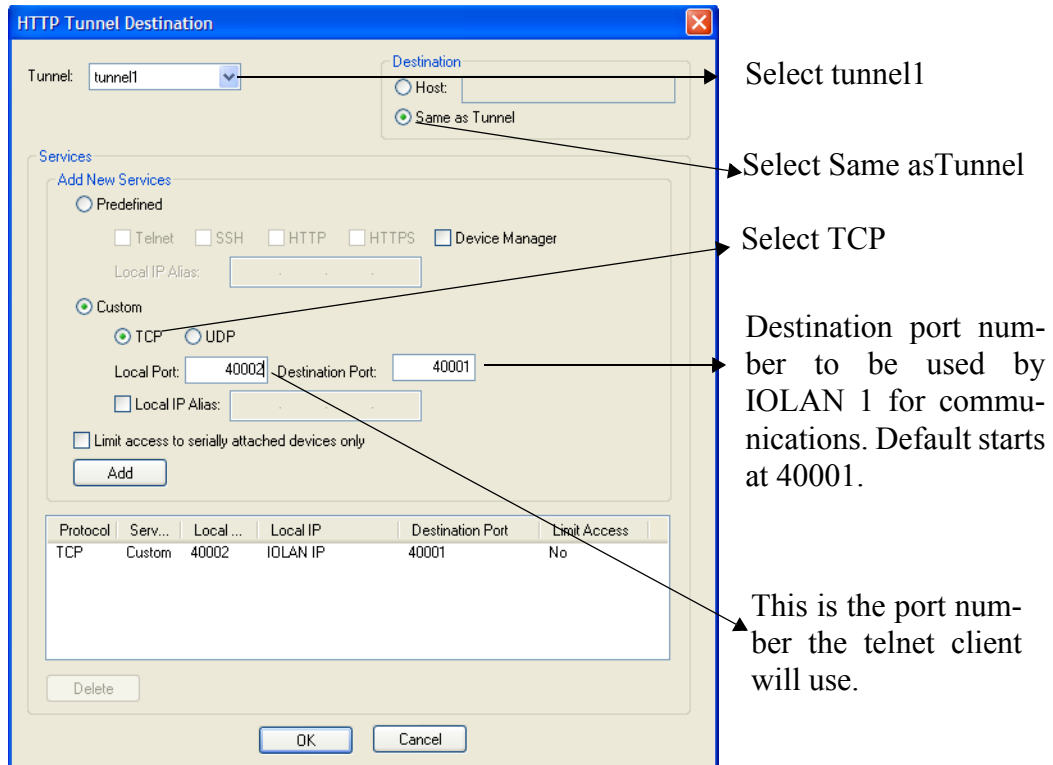 HTTP Tunnel Destination
Tunnel: tunnel1
Destination
Host:
Same as Tunnel
Select tunnel1
Select Same asTunnel
Services
Add New Services
Predefined
Telnet SSH HTTP HTTPS Device Manager
Local IP Alias:
Select TCP
Custom
TCP UDP
Local Port: 40002 Destination Port: 40001
Local IP Alias:
Limit access to serially attached devices only
Add
Destination port num-
ber to be used by
IOLAN 1 for commu-
nications. Default starts
at 40001.
Protocol Serv... Local ... Local IP Destination Port Limit Access
TCP Custom 40002 IOLAN IP 40001 No
This is the port num-
ber the telnet client
will use.
Delete
OK Cancel